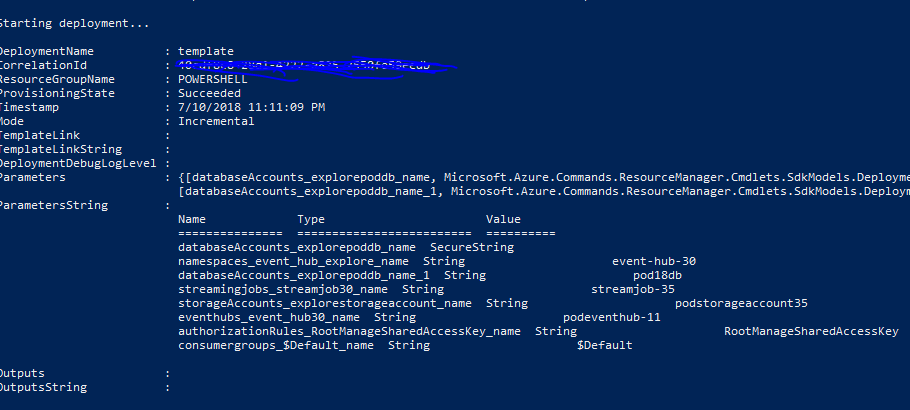 Starting deployment...
DeploymentName : template
CorrelationId :
ResourceGroupName : POWERSHELL
ProvisioningState : Succeeded
Timestamp : 7/10/2018 11:11:09 PM
Mode : Incremental
TemplateLink :
TemplateLinkString :
DeploymentDebugLogLevel :
Parameters : {[databaseAccounts_explorepoddb_name, Microsoft.Azure.Commands.ResourceManager.Cmdlets.SdkModels.Deployme
[databaseAccounts_explorepoddb_name_1, Microsoft.Azure.Commands.ResourceManager.Cmdlets.SdkModels.Deploym
ParametersString :
Name Type Value
=============== ========================= ==========
databaseAccounts_explorepoddb_name SecureString
namespaces_event_hub_explore_name String event-hub-30
databaseAccounts_explorepoddb_name_1 String pod18db
streamingjobs_streamjob30_name String streamjob-35
storageAccounts_explorestorageaccount_name String podstorageaccount35
eventhubs_event_hub30_name String podeventhub-11
authorizationRules_RootManageSharedAccessKey_name String RootManageSharedAccessKey
consumergroups_$Default_name String $Default
Outputs :
OutputsString :